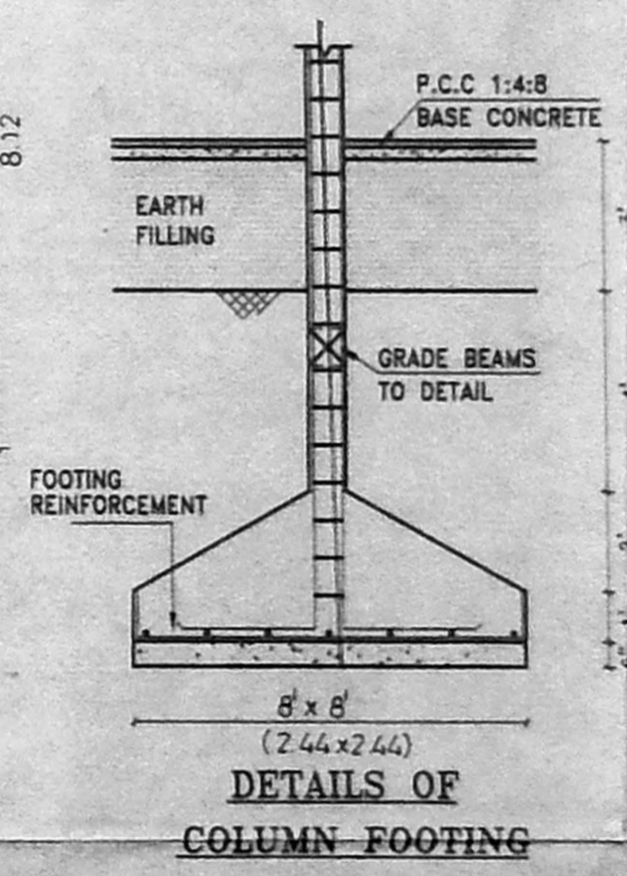 P.C.C 1:4:8
BASE CONCRETE
8.12
EARTH
FILLING
GRADE BEAMS
TO DETAIL
FOOTING
REINFORCEMENT
8' x 8'
(2.44x2.44)
DETAILS OF
COLUMN FOOTING